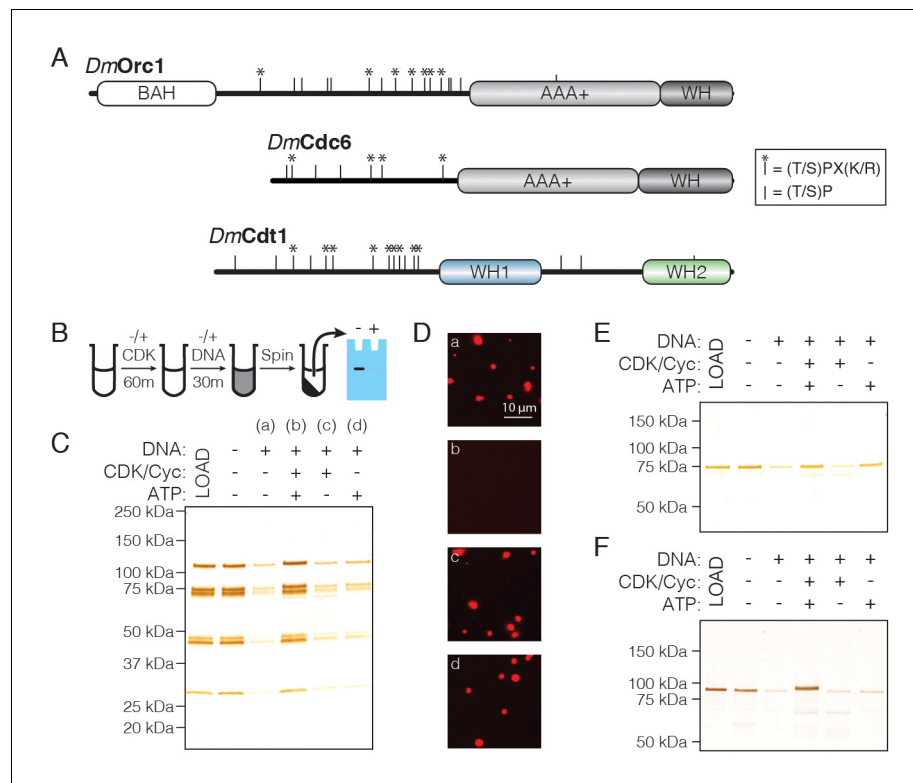 A
DmOrc1
* * * * * * * *
BAH
AAA+
WH
DmCdc6
* * * *
AAA+
WH
* = (T/S)PX(K/R)
= (T/S)P
DmCdt1
* ** * **** **
WH1
WH2
B
-/+
CDK
60m
-/+
DNA
30m
Spin
- +
C
(a) (b) (c) (d)
DNA: LOAD - + + + +
CDK/Cyc: - - + + -
ATP: - - + - +
250 kDa
150 kDa
100 kDa
75 kDa
50 kDa
37 kDa
25 kDa
20 kDa
D
a
10 μm
b
c
d
E
DNA: LOAD - + + + +
CDK/Cyc: - - + + -
ATP: - - + - +
150 kDa
100 kDa
75 kDa
50 kDa
F
DNA: LOAD - + + + +
CDK/Cyc: - - + + -
ATP: - - + - +
150 kDa
100 kDa
75 kDa
50 kDa